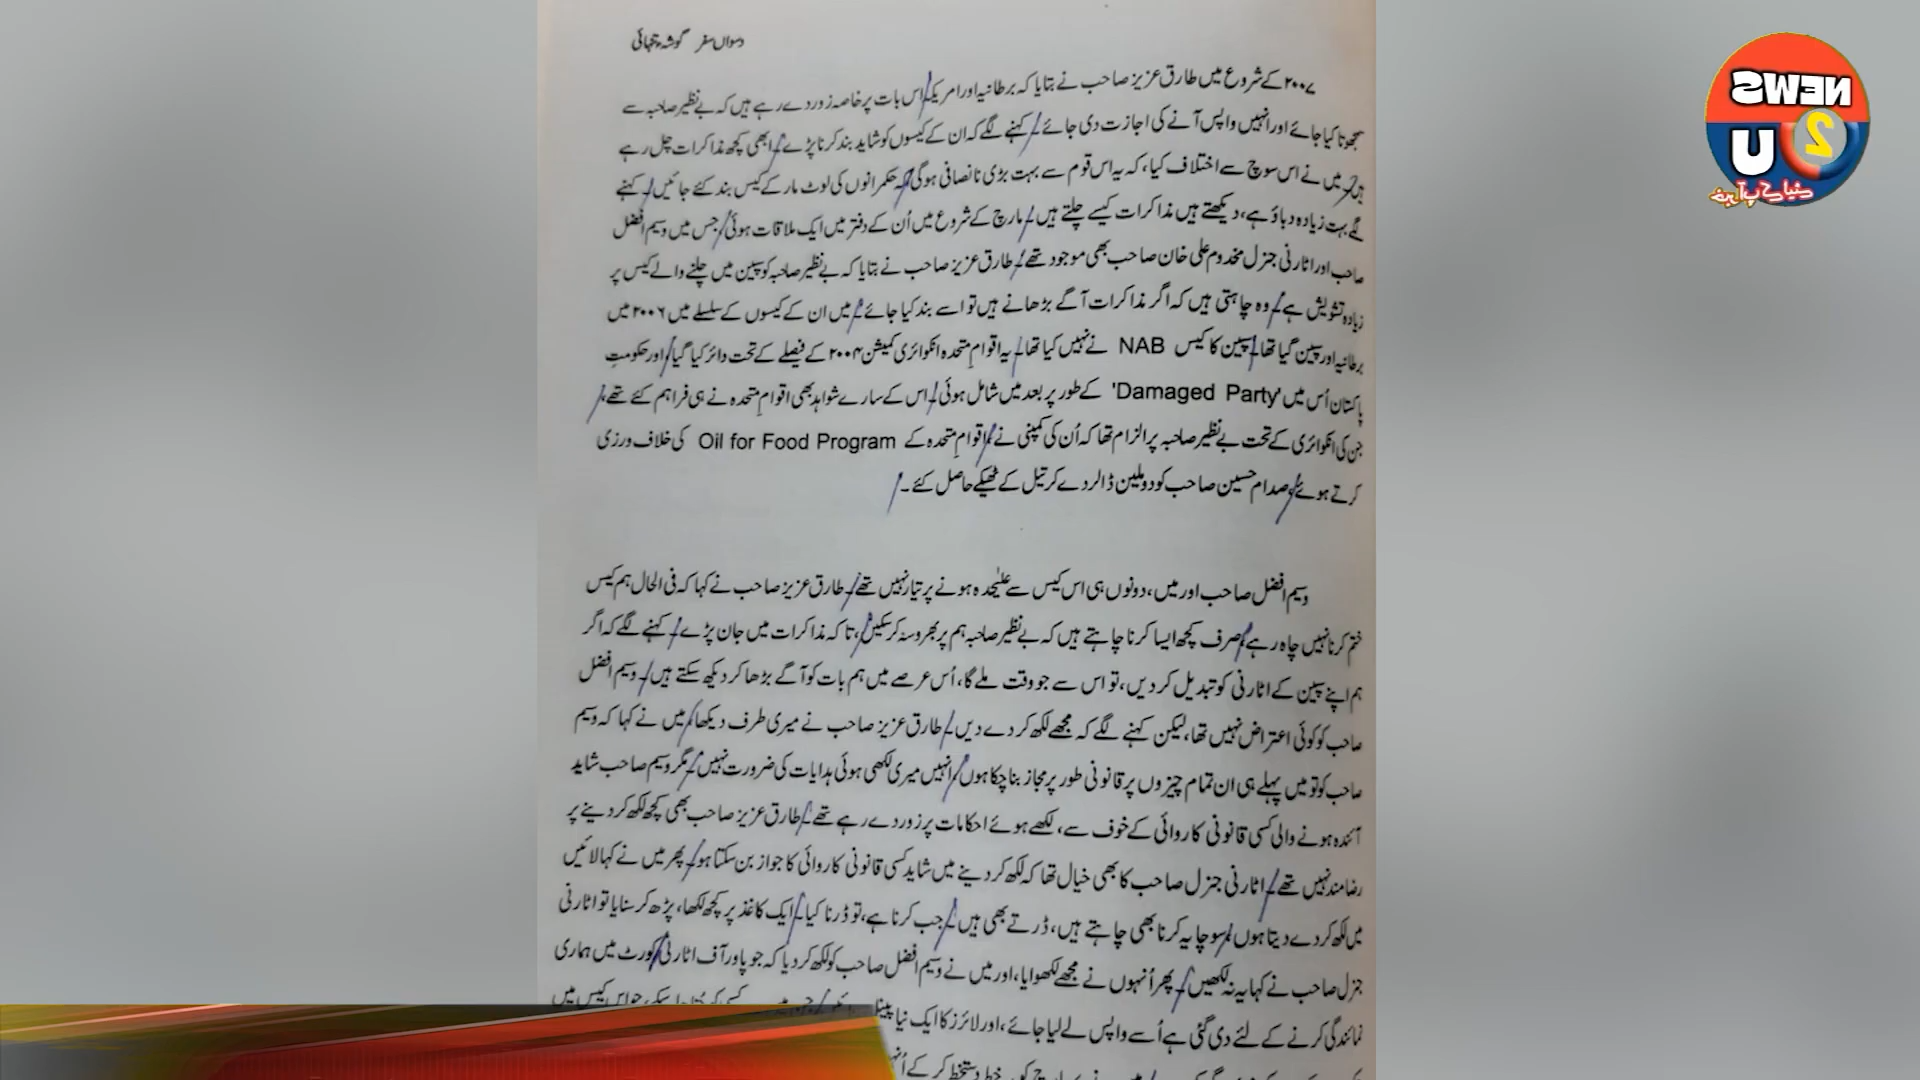 دسواں سفر گوشہء تنہائی
۲۰۰۷ کے شروع میں طارق عزیز صاحب نے بتایا کہ برطانیہ اور امریکہ اس بات پر خاصہ زور دے رہے ہیں کہ بے نظیر صاحبہ سے
سمجھوتا کیا جائے اور انہیں واپس آنے کی اجازت دی جائے۔ کہنے لگے کہ ان کے کیسوں کو شاید بند کرنا پڑے۔ ابھی کچھ مذاکرات چل رہے
ہیں۔ میں نے اس سوچ سے اختلاف کیا، کہ یہ اس قوم سے بہت بڑی نا نصافی ہوگی کہ حکمرانوں کی لوٹ مار کے کیس بند کئے جائیں۔ کہنے
لگے بہت زیادہ دباؤ ہے، دیکھتے ہیں مذاکرات کیسے چلتے ہیں۔ مارچ کے شروع میں اُن کے دفتر میں ایک ملاقات ہوئی، جس میں وسیم افضل
صاحب اور اٹارنی جنرل مخدوم علی خان صاحب بھی موجود تھے۔ طارق عزیز صاحب نے بتایا کہ بے نظیر صاحبہ کو سپین میں چلنے والے کیس پر
زیادہ تشویش ہے۔ وہ چاہتی ہیں کہ اگر مذاکرات آگے بڑھانے ہیں تو اسے بند کیا جائے۔ میں ان کے کیسوں کے سلسلے میں ۲۰۰۶ میں
برطانیہ اور سپین گیا تھا۔ سپین کا کیس NAB نے نہیں کیا تھا۔ یہ اقوامِ متحدہ انکوائری کمیشن ۲۰۰۴ کے فیصلے کے تحت دائر کیا گیا، اور حکومتِ
پاکستان اُس میں 'Damaged Party' کے طور پر بعد میں شامل ہوئی۔ اس کے سارے شواہد بھی اقوامِ متحدہ نے ہی فراہم کئے تھے،
جن کی انکوائری کے تحت بے نظیر صاحبہ پر الزام تھا کہ اُن کی کمپنی نے، اقوامِ متحدہ کے Oil for Food Program کی خلاف ورزی
کرتے ہوئے، صدام حسین صاحب کو دو ملین ڈالر دے کر تیل کے ٹھیکے حاصل کئے۔
وسیم افضل صاحب اور میں، دونوں ہی اس کیس سے علیٰحدہ ہونے پر تیار نہیں تھے۔ طارق عزیز صاحب نے کہا کہ فی الحال ہم کیس
ختم کرنا نہیں چاہ رہے، صرف کچھ ایسا کرنا چاہتے ہیں کہ بے نظیر صاحبہ ہم پر بھروسہ کر سکیں، تا کہ مذاکرات میں جان پڑے۔ کہنے لگے کہ اگر
ہم اپنے سپین کے اٹارنی کو تبدیل کر دیں، تو اس سے جو وقت ملے گا، اُس عرصے میں ہم بات کو آگے بڑھا کر دیکھ سکتے ہیں۔ وسیم افضل
صاحب کو کوئی اعتراض نہیں تھا، لیکن کہنے لگے کہ مجھے لکھ کر دے دیں۔ طارق عزیز صاحب نے میری طرف دیکھا، میں نے کہا کہ وسیم
صاحب کو تو میں پہلے ہی ان تمام چیزوں پر قانونی طور پر مجاز بنا چکا ہوں، انہیں میری لکھی ہوئی ہدایات کی ضرورت نہیں۔ مگر وسیم صاحب شاید
آئندہ ہونے والی کسی قانونی کاروائی کے خوف سے، لکھے ہوئے احکامات پر زور دے رہے تھے۔ طارق عزیز صاحب بھی کچھ لکھ کر دینے پر
رضامند نہیں تھے۔ اٹارنی جنرل صاحب کا بھی خیال تھا کہ لکھ کر دینے میں شاید کسی قانونی کاروائی کا جواز بن سکتا ہو۔ پھر میں نے کہا لائیں
میں لکھ کر دے دیتا ہوں، سوچا یہ کرنا بھی چاہتے ہیں، ڈرتے بھی ہیں۔ جب کرنا ہے، تو ڈرنا کیا۔ ایک کاغذ پر کچھ لکھا، پڑھ کر سنایا تو اٹارنی
جنرل صاحب نے کہا یہ نہ لکھیں۔ پھر اُنہوں نے مجھے لکھوایا، اور میں نے وسیم افضل صاحب کو لکھ کر دیا کہ جو پاور آف اٹارنی کورٹ میں ہماری
نمائندگی کرنے کے لئے دی گئی ہے اُسے واپس لے لیا جائے، اور لائرز کا ایک نیا
خط دستخط کر کے
NEWS
U 2
دنیا کے پر